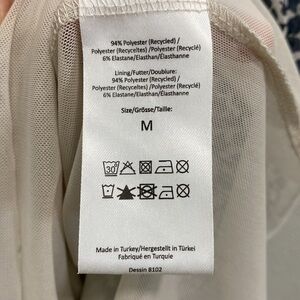 94% Polyester (Recycled) /
Polyester (Recyceltes) /Polyester (Recyclé)
6% Elastane/Elasthan/Élasthanne
Lining/Futter/Doublure:
94% Polyester (Recycled) /
Polyester (Recyceltes) /Polyester (Recyclé)
6% Elastane/Elasthan/Élasthanne
Size/Grösse/Taille:
M
30
Made in Turkey/Hergestellt in Türkei
Fabriqué en Turquie
Dessin 8102